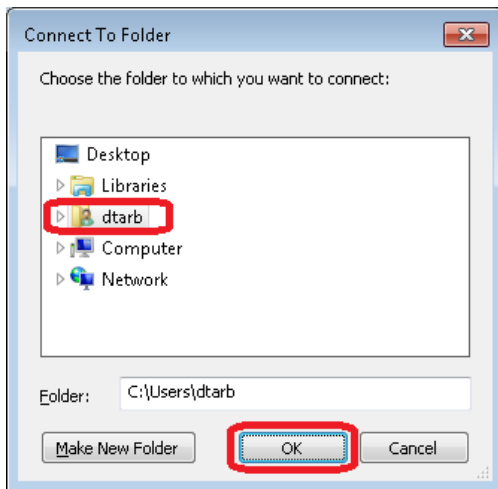 Connect To Folder
Choose the folder to which you want to connect:
Desktop
Libraries
dtarb
Computer
Network
Folder: C:\Users\dtarb
Make New Folder OK Cancel